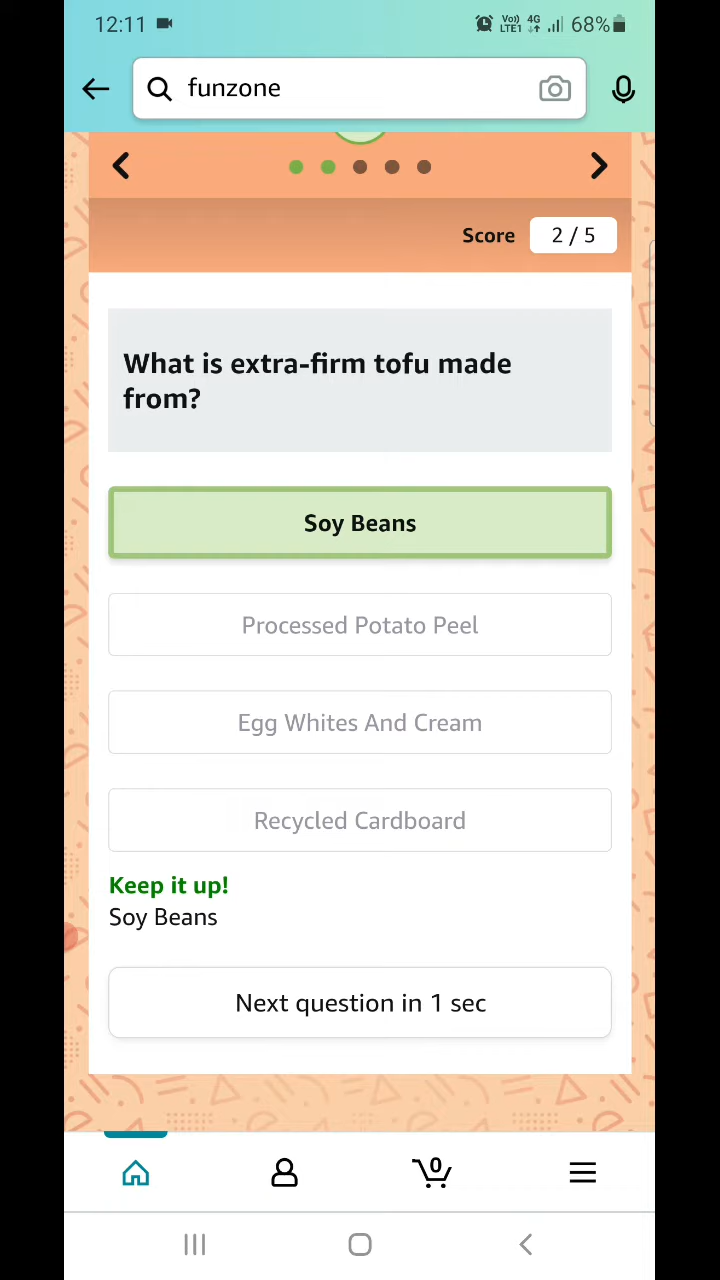 12:11 Vo)) LTE1 4G 68%
funzone
Score 2 / 5
What is extra-firm tofu made
from?
Soy Beans
Processed Potato Peel
Egg Whites And Cream
Recycled Cardboard
Keep it up!
Soy Beans
Next question in 1 sec
0